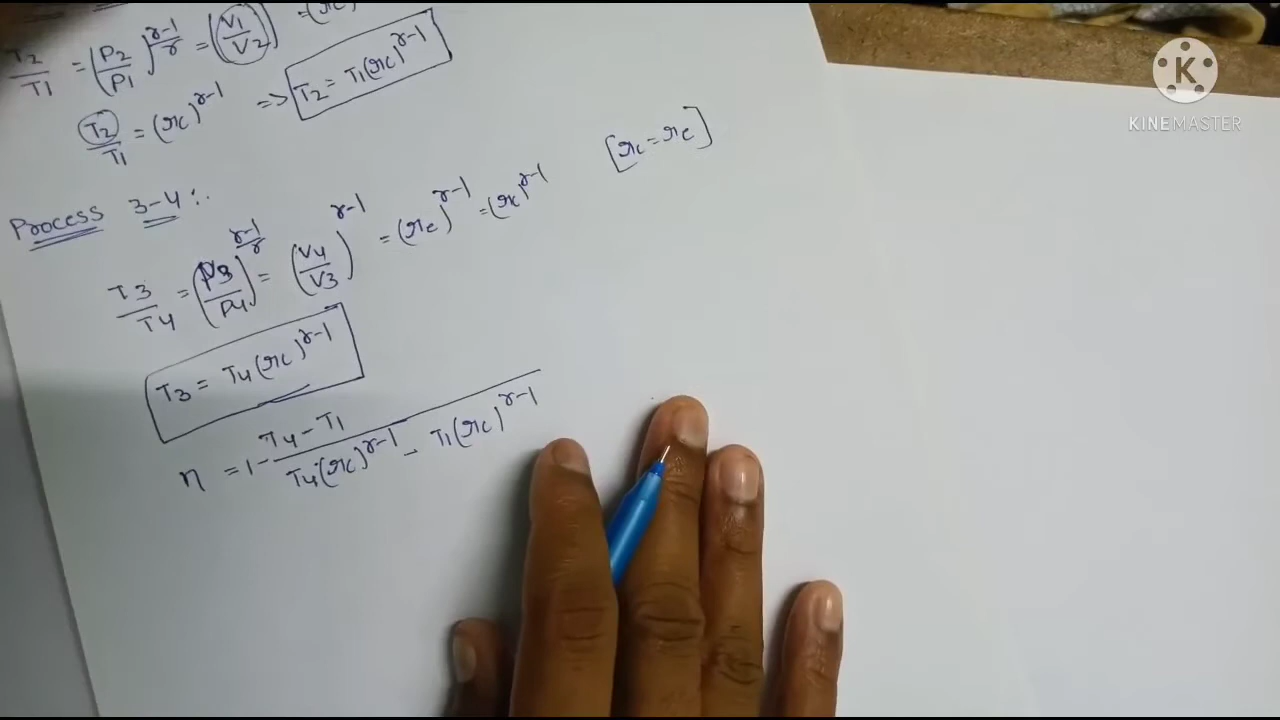 T2/T1 = (P2/P1)^(γ-1)/γ = (V1/V2) = (rc
T2/T1 = (rc)^γ-1 => T2 = T1(rc)^γ-1
Process 3-4:
[rc = re]
T3/T4 = (P3/P4)^(γ-1)/γ = (V4/V3)^γ-1 = (re)^γ-1 = (rc)^γ-1
T3 = T4(rc)^γ-1
η = 1 - (T4 - T1)/(T4(rc)^γ-1 - T1(rc)^γ-1)
K
KINEMASTER